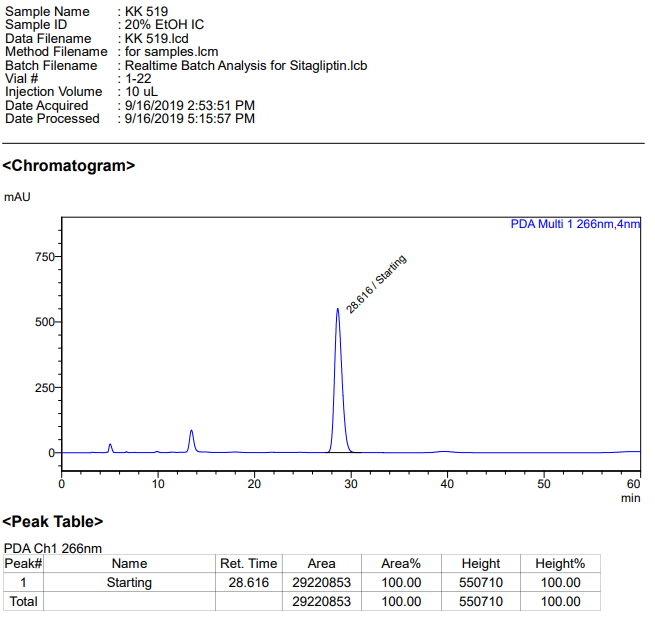 Sample Name : KK 519
Sample ID : 20% EtOH IC
Data Filename : KK 519.lcd
Method Filename : for samples.lcm
Batch Filename : Realtime Batch Analysis for Sitagliptin.lcb
Vial # : 1-22
Injection Volume : 10 uL
Date Acquired : 9/16/2019 2:53:51 PM
Date Processed : 9/16/2019 5:15:57 PM
<Chromatogram>
mAU
PDA Multi 1 266nm,4nm
750
28.616 / Starting
500
250
0
0 10 20 30 40 50 60
min
<Peak Table>
PDA Ch1 266nm
Peak# Name Ret. Time Area Area% Height Height%
1 Starting 28.616 29220853 100.00 550710 100.00
Total 29220853 100.00 550710 100.00